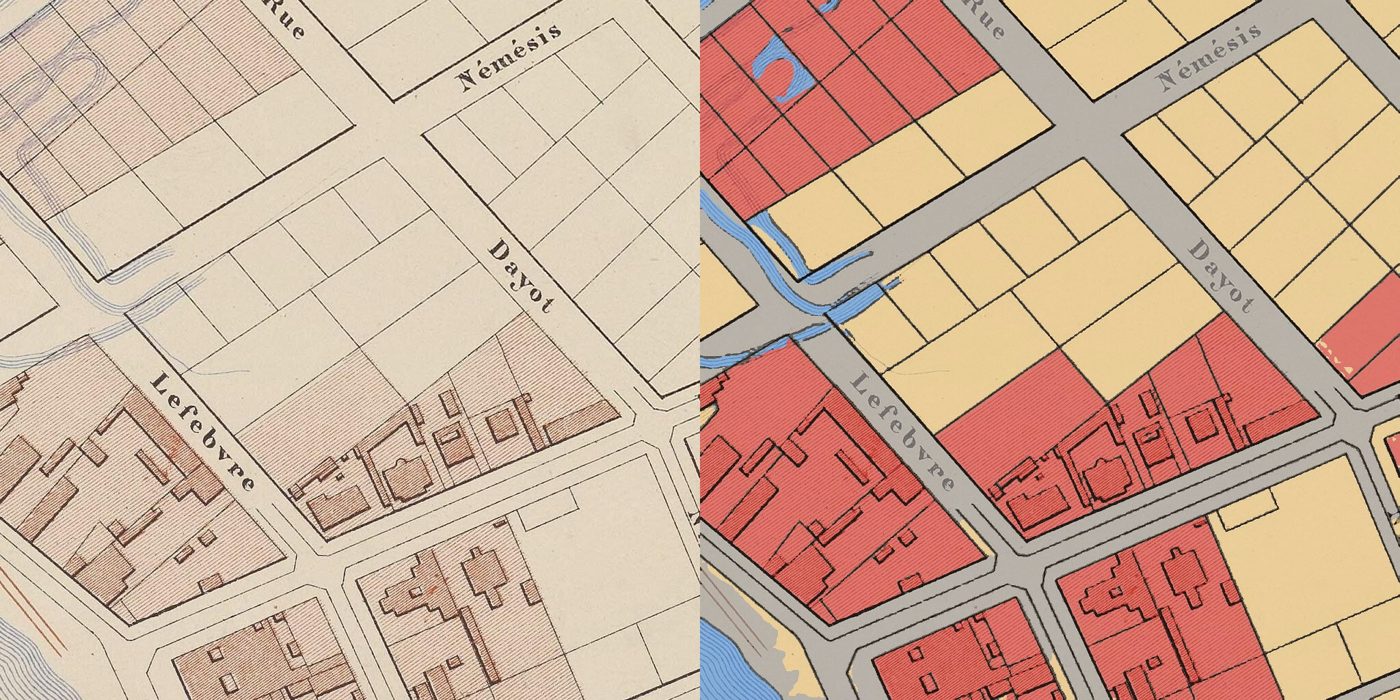 Rue
Némésis
Dayot
Lefebvre
Rue
Némésis
Dayot
Lefebvre